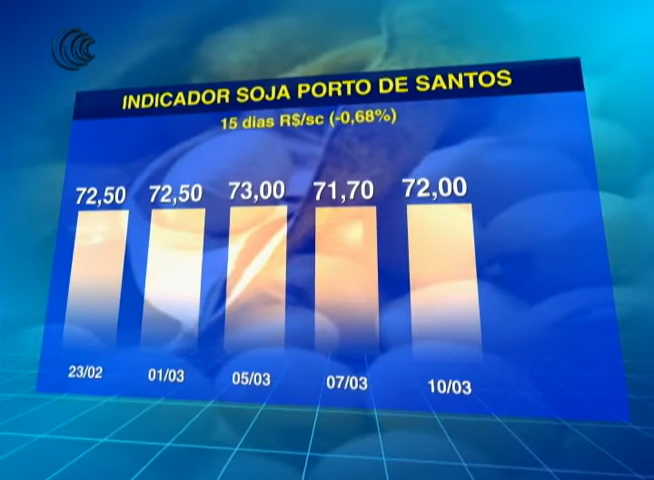 INDICADOR SOJA PORTO DE SANTOS
15 dias R$/sc (-0,68%)
72,50 72,50 73,00 71,70 72,00
23/02 01/03 05/03 07/03 10/03